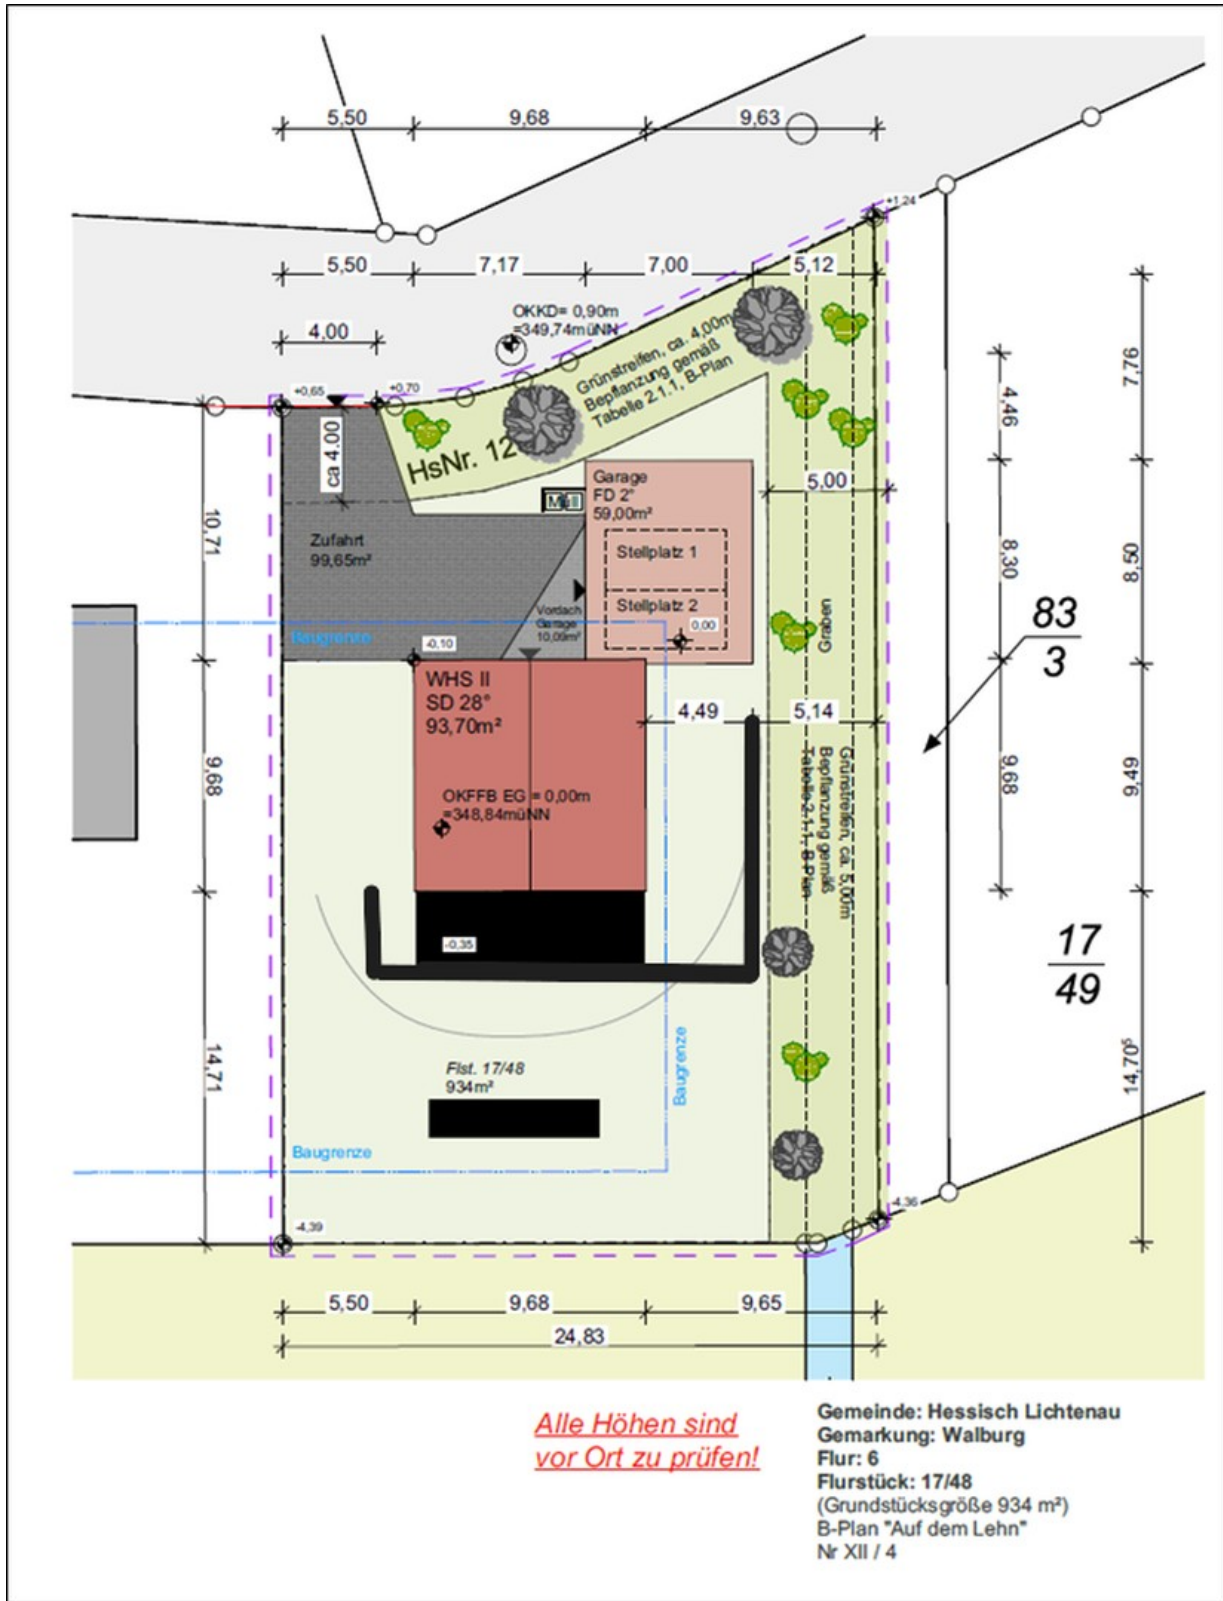 5,50
9,68
9,63
+1,24
5,50
7,17
7,00
5,12
OKKD= 0,90m
=349,74müNN
4,00
Grünstreifen, ca. 4,00m
Bepflanzung gemäß
Tabelle 2.1.1, B-Plan
7,76
4,46
+0,65
+0,70
ca 4.00
HsNr. 12
Garage
FD 2°
59,00m²
5,00
Müll
10,71
Zufahrt
99,65m²
Stellplatz 1
Stellplatz 2
8,30
8,50
Vordach
Garage
10,09m²
0,00
Graben
83
3
Baugrenze
-0,10
WHS II
SD 28°
93,70m²
4,49
5,14
9,68
9,68
9,49
Grünstreifen, ca. 5,00m
Bepflanzung gemäß
Tabelle 2.1.1, B-Plan
OKFFB EG = 0,00m
=348,84müNN
-0,35
17
49
14,71
14,70⁵
Flst. 17/48
934m²
Baugrenze
Baugrenze
-4,36
-4,39
5,50
9,68
9,65
24,83
Alle Höhen sind
vor Ort zu prüfen!
Gemeinde: Hessisch Lichtenau
Gemarkung: Walburg
Flur: 6
Flurstück: 17/48
(Grundstücksgröße 934 m²)
B-Plan "Auf dem Lehn"
Nr XII / 4